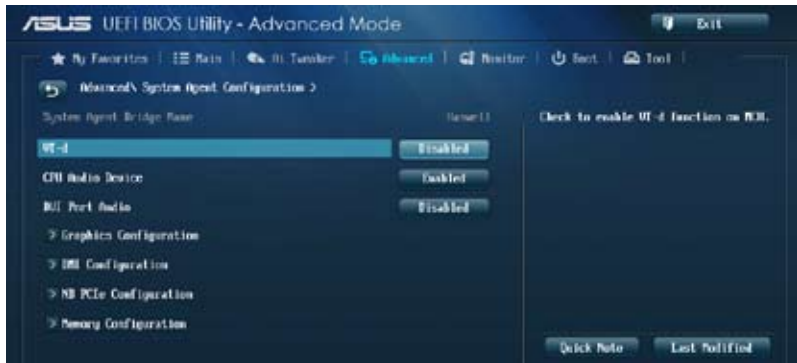 ASUS UEFI BIOS Utility - Advanced Mode
Exit
My Favorites | Main | Ai Tweaker | Advanced | Monitor | Boot | Tool
Advanced\ System Agent Configuration >
System Agent Bridge Name Haswell
Check to enable VT-d function on MCH.
VT-d Disabled
CPU Audio Device Enabled
DVI Port Audio Disabled
> Graphics Configuration
> DMI Configuration
> NB PCIe Configuration
> Memory Configuration
Quick Note
Last Modified